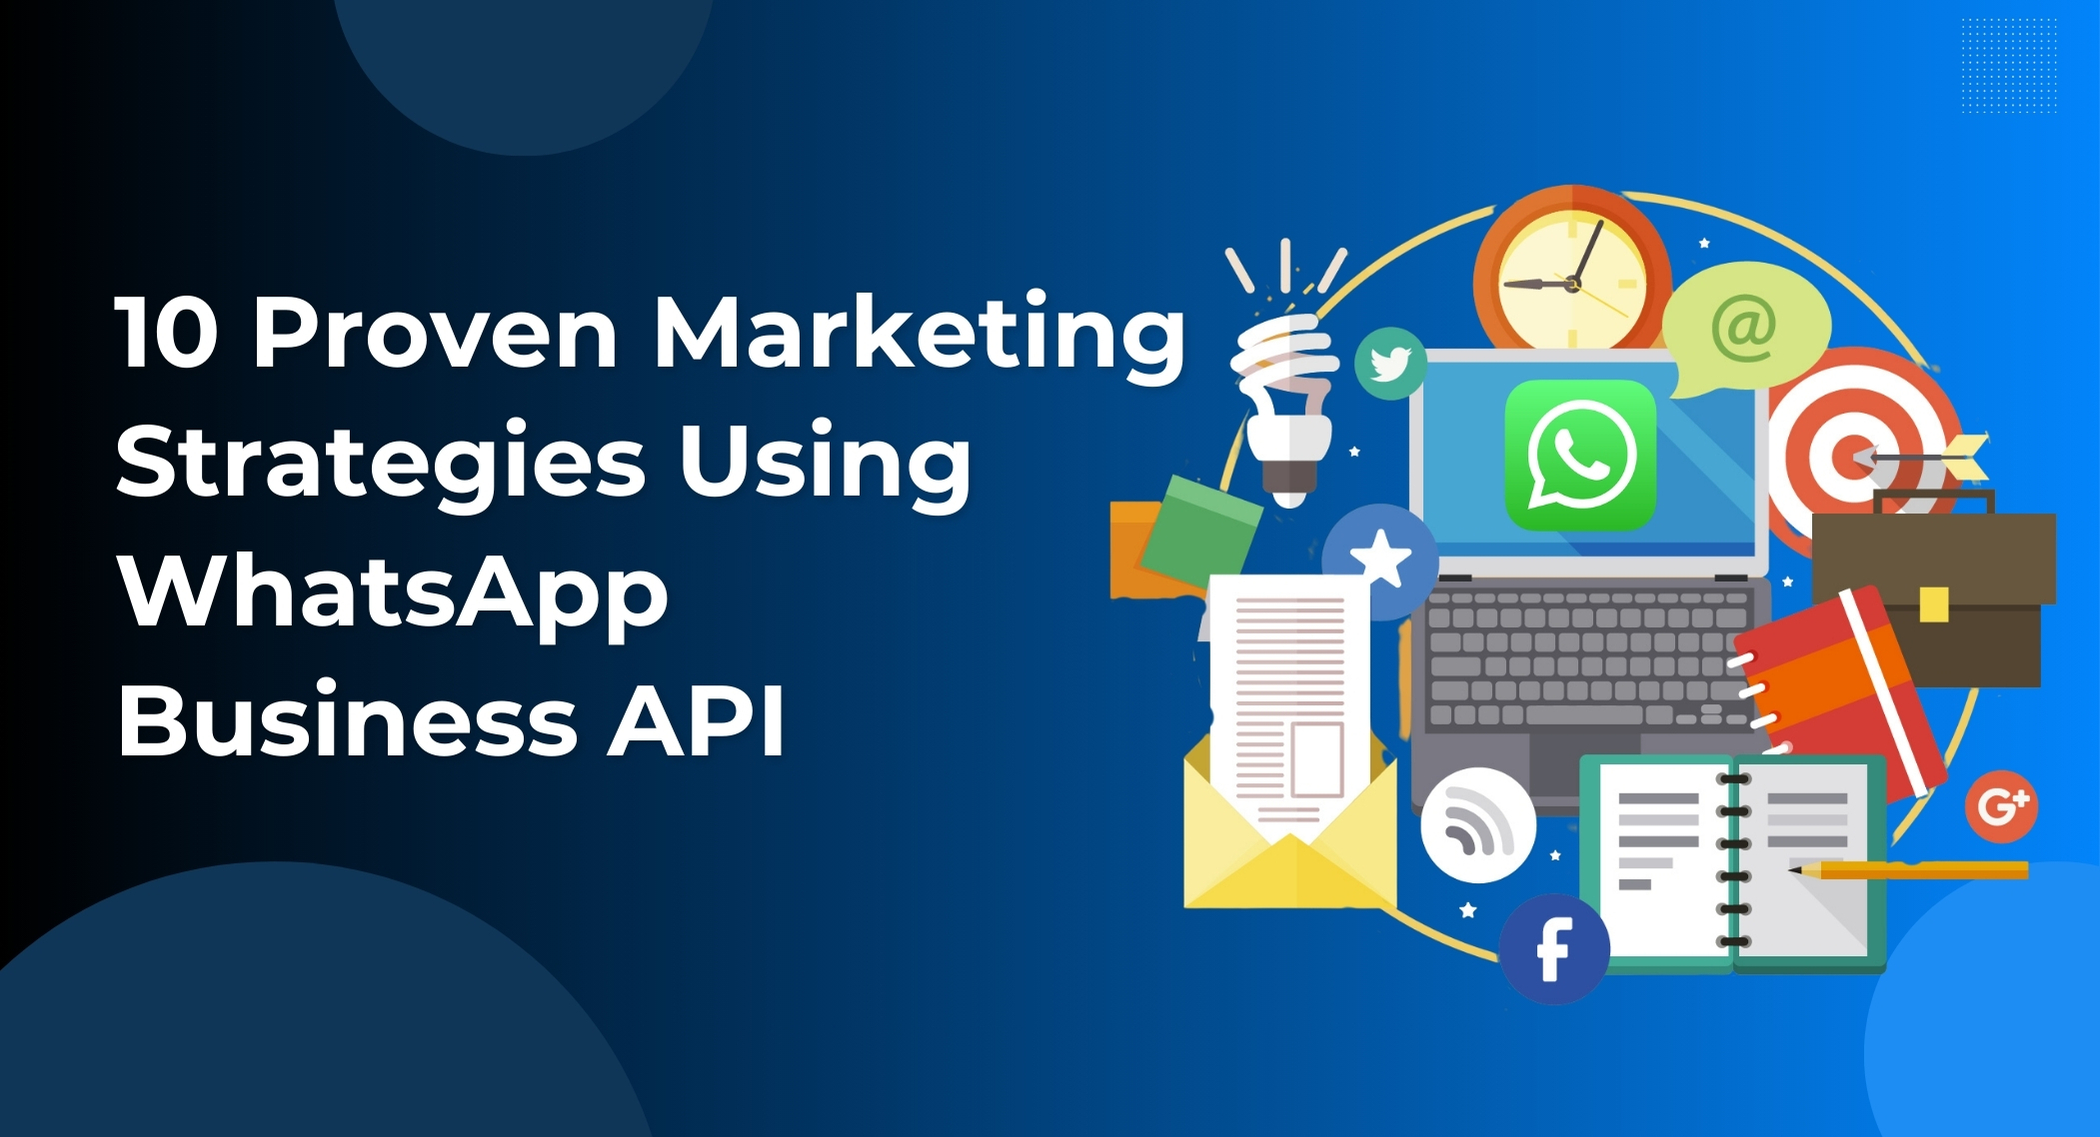 10 Proven Marketing
Strategies Using
WhatsApp
Business API
@
f
G+